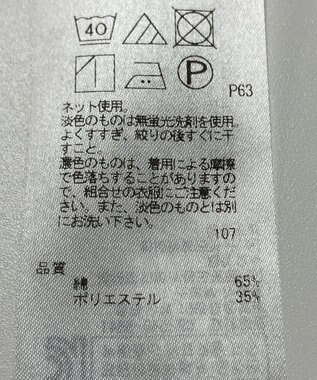 40
P
P63
ネット使用。
淡色のものは無蛍光洗剤を使用。
よくすすぎ、絞りの後すぐに干
すこと。
濃色のものは、着用による摩擦
で色落ちすることがありますの
で、組合せの衣服にご注意くだ
さい。また、淡色のものとは別
にお洗い下さい。
107
品質
綿 65%
ポリエステル 35%